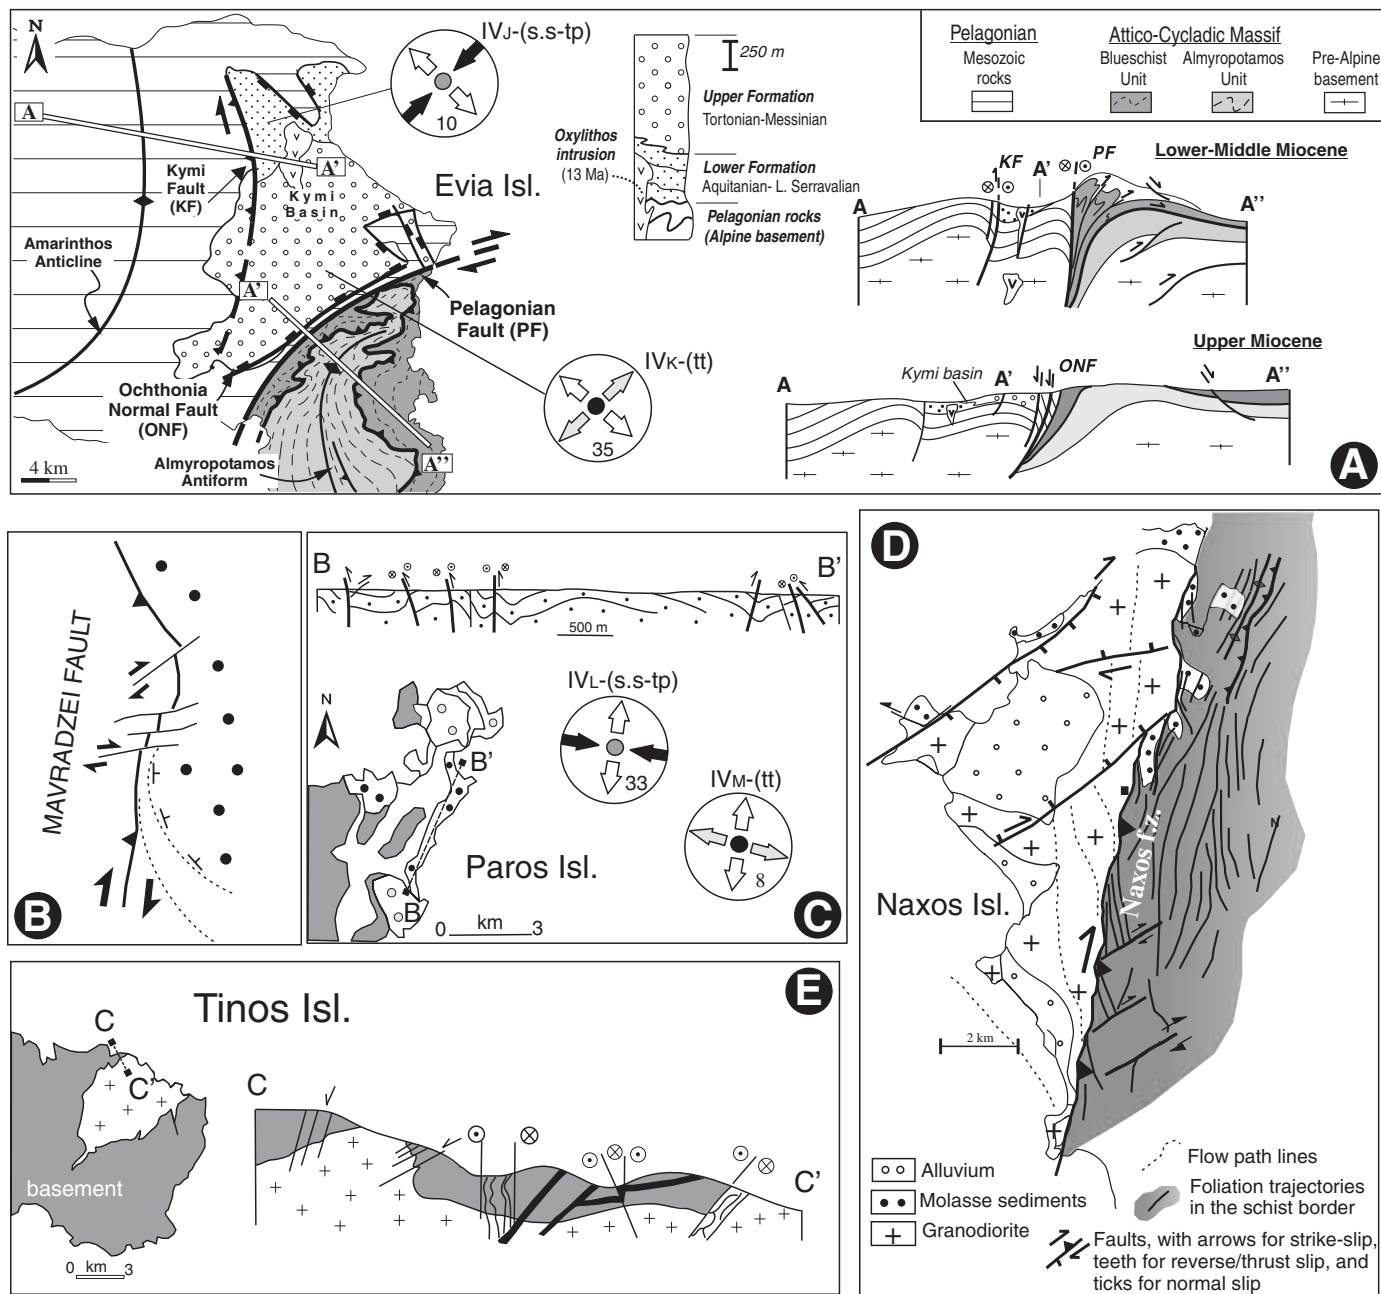 N
A
A'
Kymi
Fault
(KF)
Kymi
Basin
Evia Isl.
Amarinthos
Anticline
A'
Pelagonian
Fault (PF)
Ochthonia
Normal Fault
(ONF)
Almyropotamos
Antiform
A''
4 km
IVJ-(s.s-tp)
10
IVK-(tt)
35
250 m
Upper Formation
Tortonian-Messinian
Oxylithos
intrusion
(13 Ma)
Lower Formation
Aquitanian- L. Serravalian
Pelagonian rocks
(Alpine basement)
v
v
v
v
v
v
Pelagonian
Mesozoic
rocks
Attico-Cycladic Massif
Blueschist
Unit
Almyropotamos
Unit
Pre-Alpine
basement
Lower-Middle Miocene
A
KF
A'
PF
A''
v
v
Upper Miocene
A
Kymi basin
A'
ONF
A''
v
A
MAVRADZEI FAULT
B
B
B'
500 m
N
IVL-(s.s-tp)
33
IVM-(tt)
8
B'
B
Paros Isl.
0 km 3
C
D
Naxos Isl.
Naxos f.z.
N
2 km
Alluvium
Molasse sediments
Granodiorite
Flow path lines
Foliation trajectories
in the schist border
Faults, with arrows for strike-slip,
teeth for reverse/thrust slip, and
ticks for normal slip
E
Tinos Isl.
C
C'
basement
0 km 3
C
C'